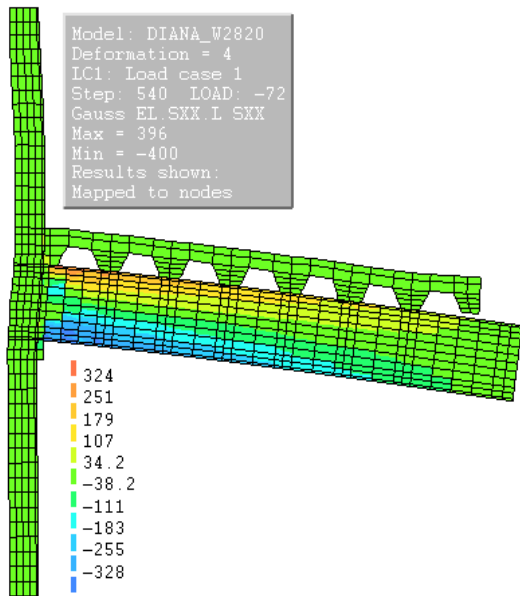 Model: DIANA_W2820
Deformation = 4
LC1: Load case 1
Step: 540 LOAD: -72
Gauss EL.SXX.L SXX
Max = 396
Min = -400
Results shown:
Mapped to nodes
324
251
179
107
34.2
-38.2
-111
-183
-255
-328